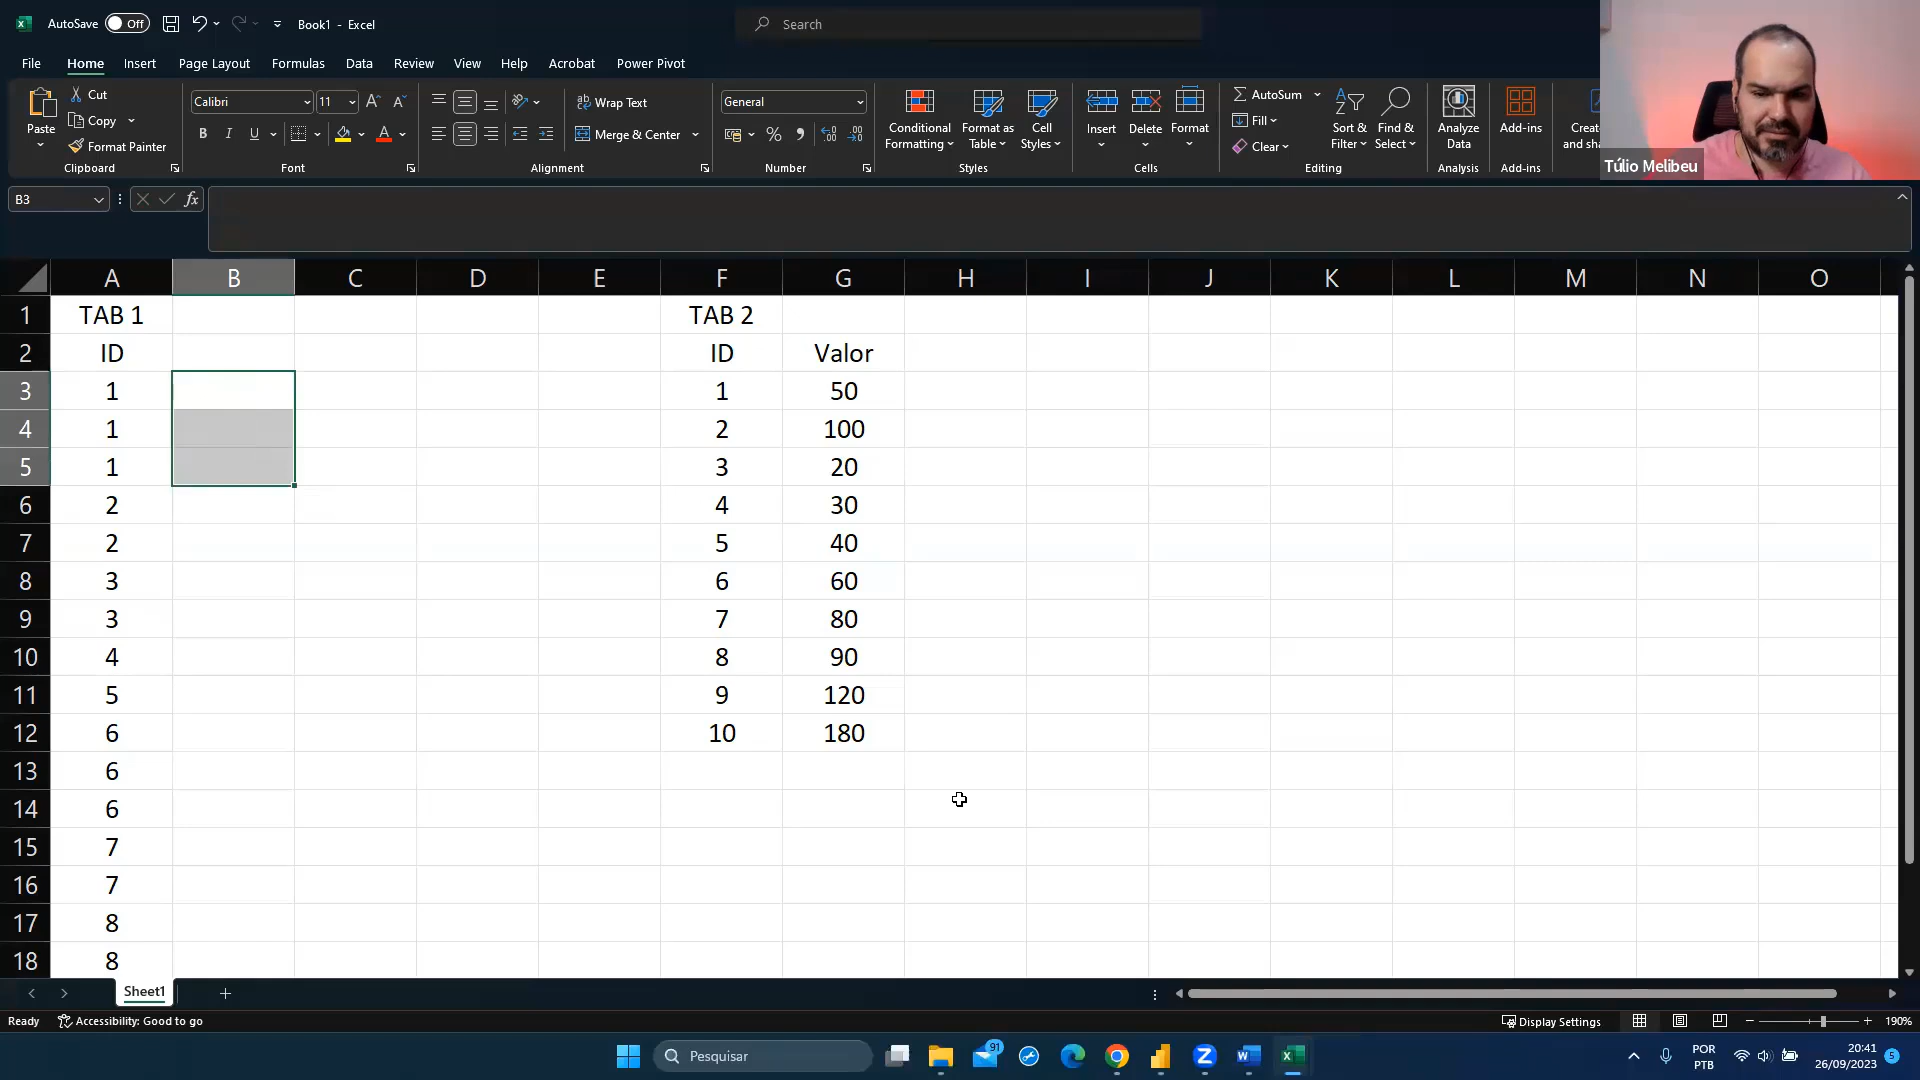 AutoSave Off Book1 - Excel Search
File Home Insert Page Layout Formulas Data Review View Help Acrobat Power Pivot
Paste Cut Copy Format Painter Clipboard
Calibri 11 B I U Font
Wrap Text Merge & Center Alignment
General % Number
Conditional Formatting Format as Table Cell Styles Styles
Insert Delete Format Cells
AutoSum Fill Clear Sort & Filter Find & Select Editing
Analyze Data Analysis
Add-ins Add-ins
Túlio Melibeu
B3 fx
A B C D E F G H I J K L M N O
1 TAB 1 TAB 2
2 ID ID Valor
3 1 1 50
4 1 2 100
5 1 3 20
6 2 4 30
7 2 5 40
8 3 6 60
9 3 7 80
10 4 8 90
11 5 9 120
12 6 10 180
13 6
14 6
15 7
16 7
17 8
18 8
Sheet1
Ready Accessibility: Good to go Display Settings 190%
Pesquisar 91 POR 20:41
PTB 26/09/2023 5